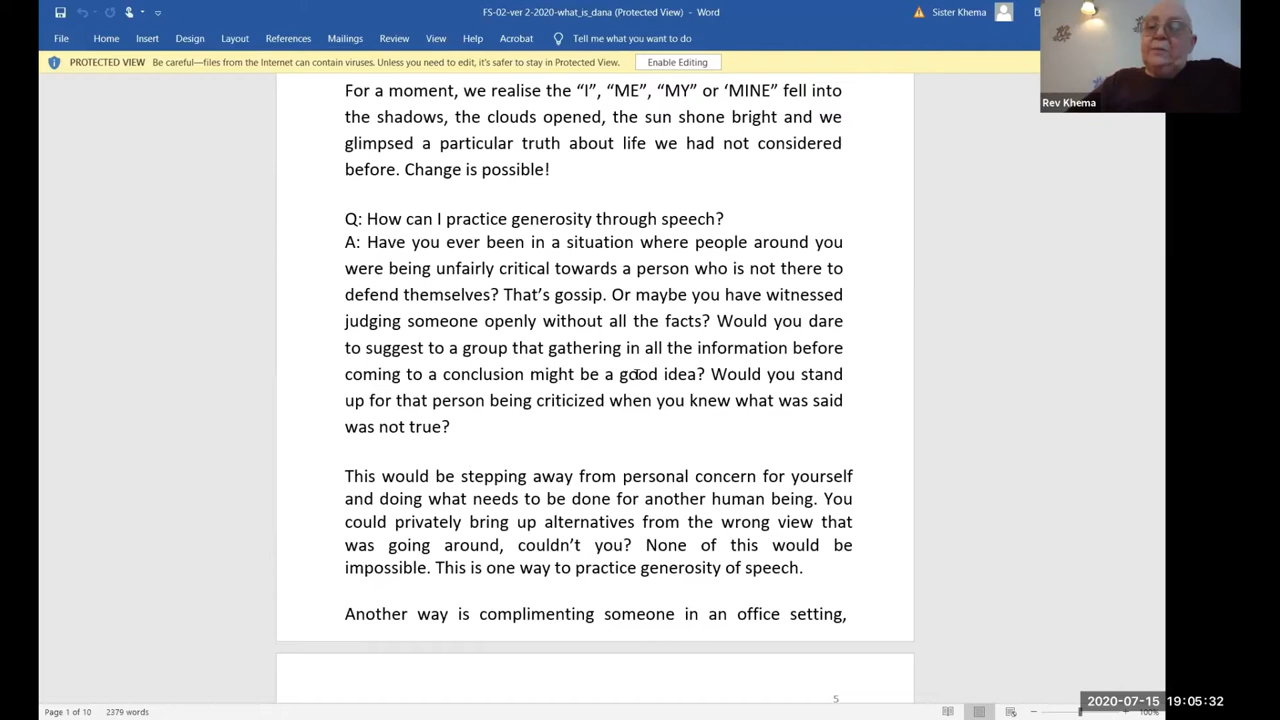 FS-02-ver 2-2020-what_is_dana (Protected View) - Word
Sister Khema
File Home Insert Design Layout References Mailings Review View Help Acrobat Tell me what you want to do
PROTECTED VIEW Be careful—files from the Internet can contain viruses. Unless you need to edit, it's safer to stay in Protected View. Enable Editing
Rev Khema
For a moment, we realise the “I”, “ME”, “MY” or ‘MINE” fell into
the shadows, the clouds opened, the sun shone bright and we
glimpsed a particular truth about life we had not considered
before. Change is possible!
Q: How can I practice generosity through speech?
A: Have you ever been in a situation where people around you
were being unfairly critical towards a person who is not there to
defend themselves? That’s gossip. Or maybe you have witnessed
judging someone openly without all the facts? Would you dare
to suggest to a group that gathering in all the information before
coming to a conclusion might be a good idea? Would you stand
up for that person being criticized when you knew what was said
was not true?
This would be stepping away from personal concern for yourself
and doing what needs to be done for another human being. You
could privately bring up alternatives from the wrong view that
was going around, couldn’t you? None of this would be
impossible. This is one way to practice generosity of speech.
Another way is complimenting someone in an office setting,
5
Page 1 of 10 2379 words
100%
2020-07-15 19:05:32